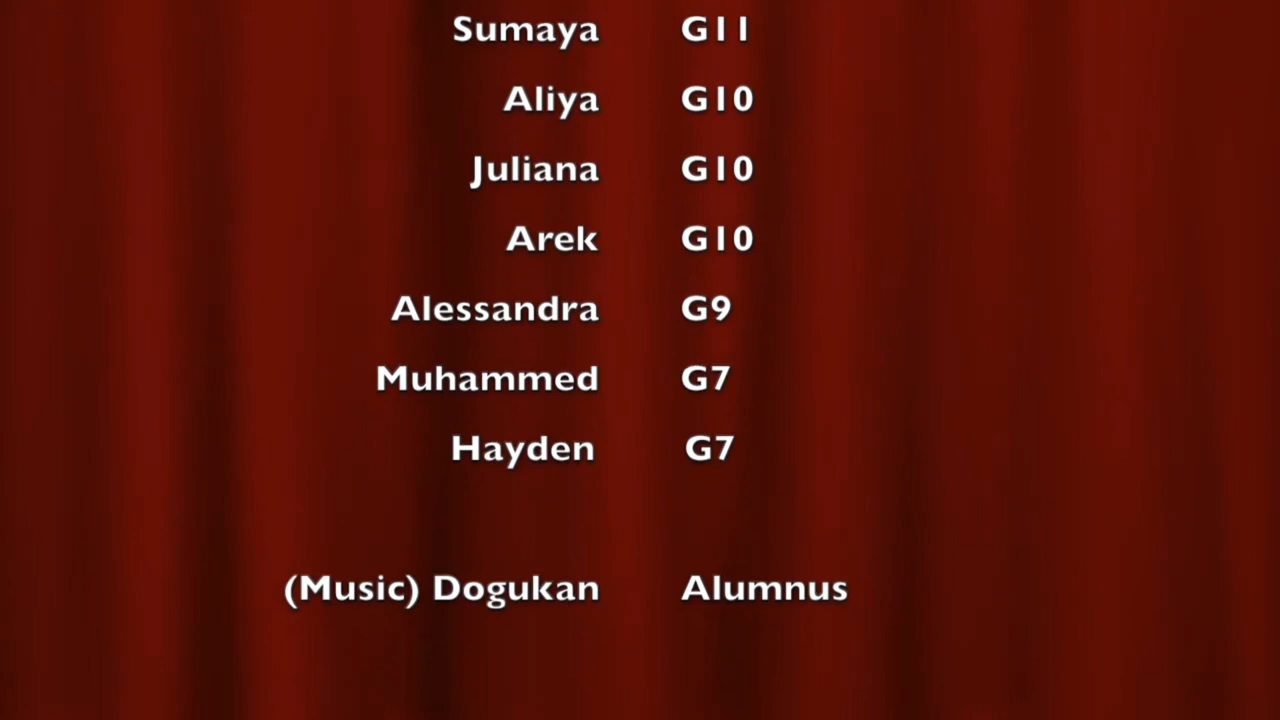 Sumaya G11
Aliya G10
Juliana G10
Arek G10
Alessandra G9
Muhammed G7
Hayden G7
(Music) Dogukan Alumnus